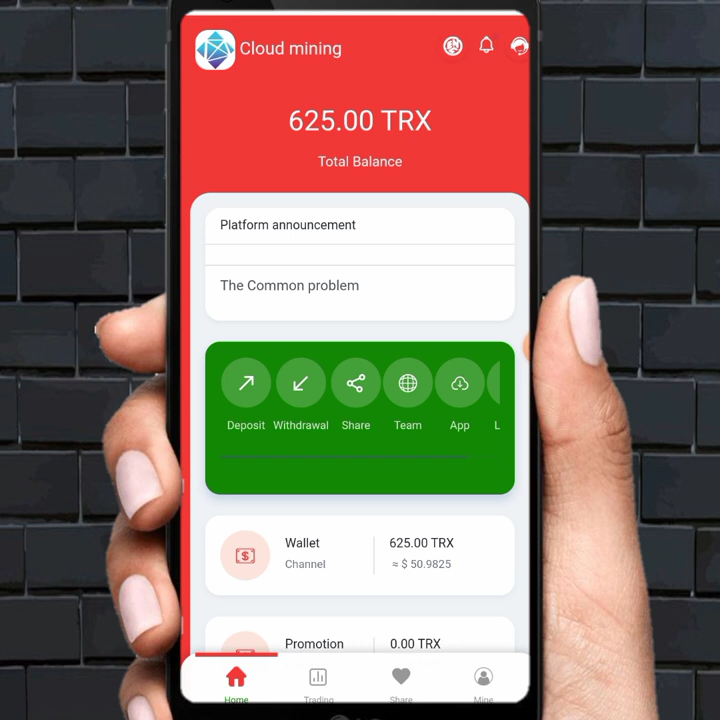 Cloud mining
625.00 TRX
Total Balance
Platform announcement
The Common problem
Deposit Withdrawal Share Team App L
Wallet 625.00 TRX
Channel ≈ $ 50.9825
Promotion 0.00 TRX
Home Trading Share Mine